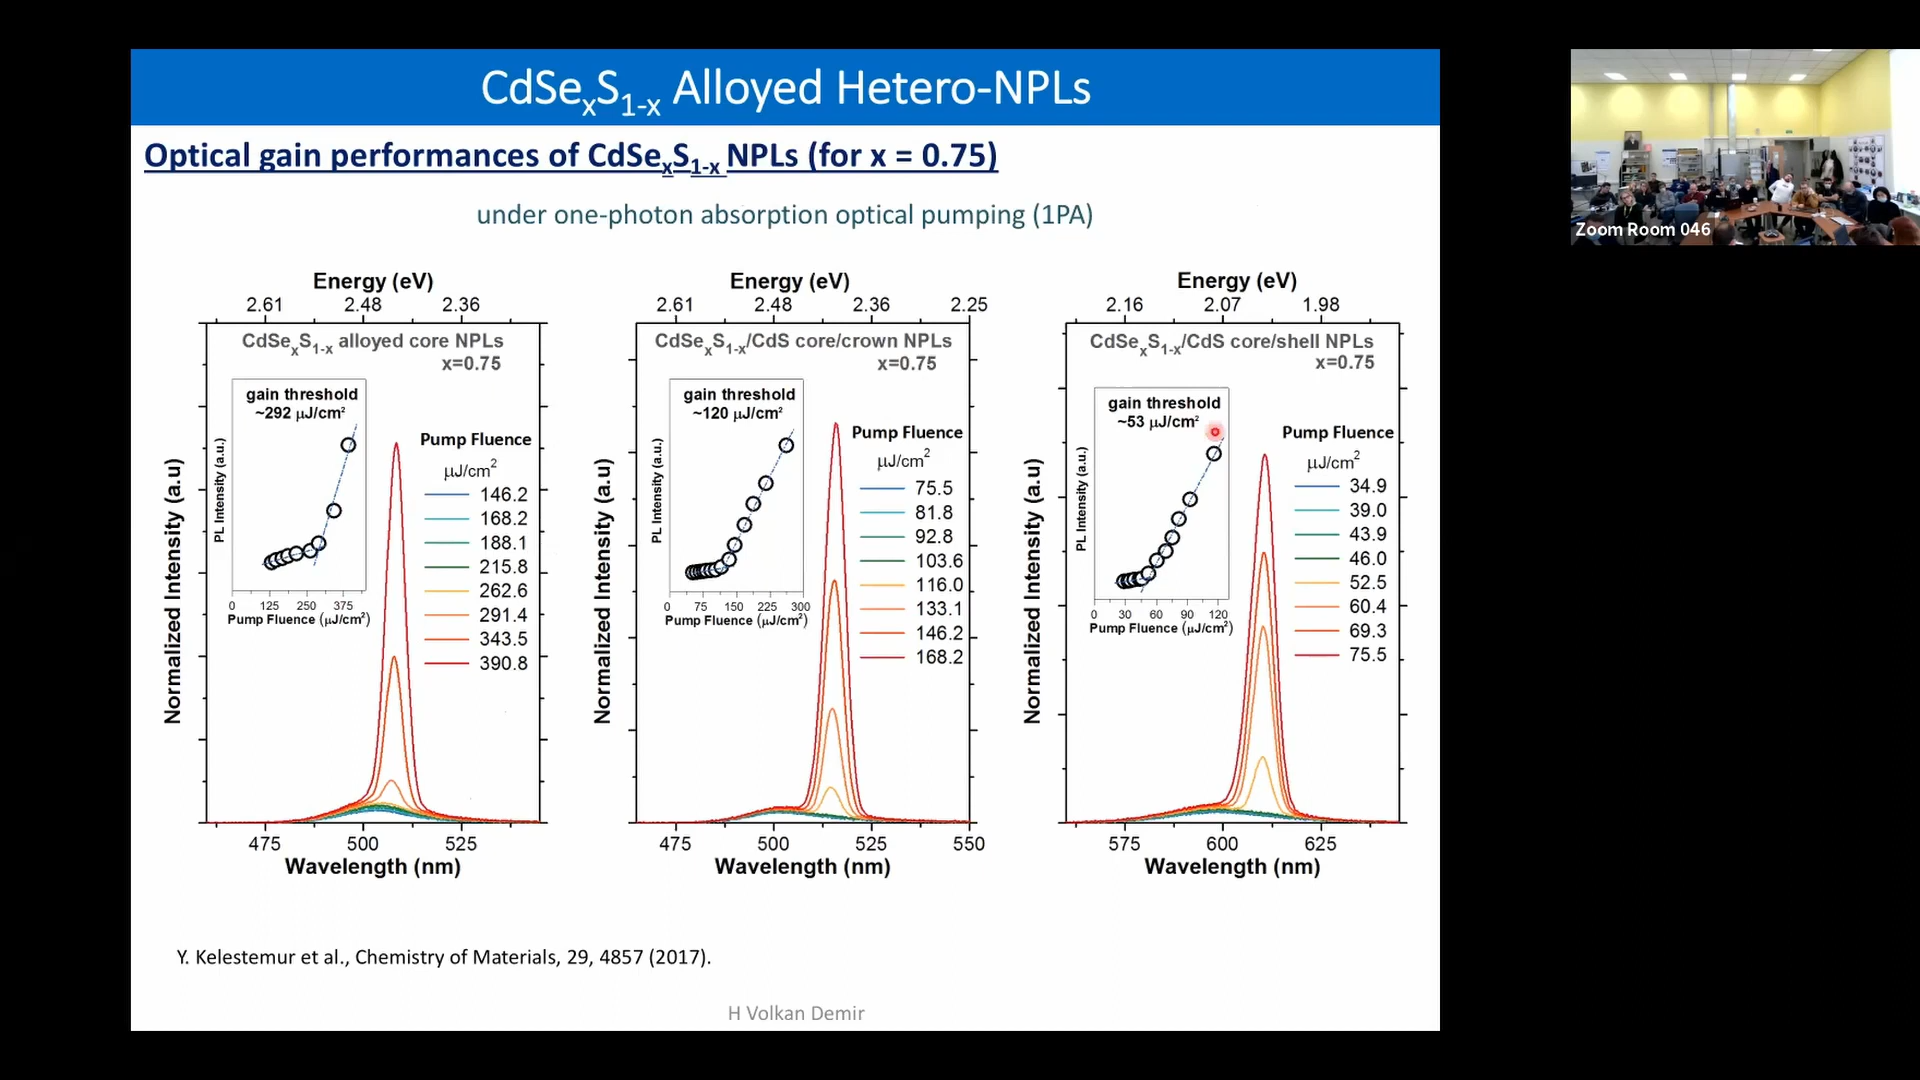 CdSexS1-x Alloyed Hetero-NPLs
Optical gain performances of CdSexS1-x NPLs (for x = 0.75)
under one-photon absorption optical pumping (1PA)
Energy (eV)
2.61 2.48 2.36
CdSexS1-x alloyed core NPLs
x=0.75
gain threshold
~292 µJ/cm²
PL Intensity (a.u.)
0 125 250 375
Pump Fluence (µJ/cm²)
Pump Fluence
µJ/cm²
146.2
168.2
188.1
215.8
262.6
291.4
343.5
390.8
Normalized Intensity (a.u)
475 500 525
Wavelength (nm)
Energy (eV)
2.61 2.48 2.36 2.25
CdSexS1-x/CdS core/crown NPLs
x=0.75
gain threshold
~120 µJ/cm²
PL Intensity (a.u.)
0 75 150 225 300
Pump Fluence (µJ/cm²)
Pump Fluence
µJ/cm²
75.5
81.8
92.8
103.6
116.0
133.1
146.2
168.2
Normalized Intensity (a.u)
475 500 525 550
Wavelength (nm)
Energy (eV)
2.16 2.07 1.98
CdSexS1-x/CdS core/shell NPLs
x=0.75
gain threshold
~53 µJ/cm²
PL Intensity (a.u.)
0 30 60 90 120
Pump Fluence (µJ/cm²)
Pump Fluence
µJ/cm²
34.9
39.0
43.9
46.0
52.5
60.4
69.3
75.5
Normalized Intensity (a.u)
575 600 625
Wavelength (nm)
Y. Kelestemur et al., Chemistry of Materials, 29, 4857 (2017).
H Volkan Demir
Zoom Room 046